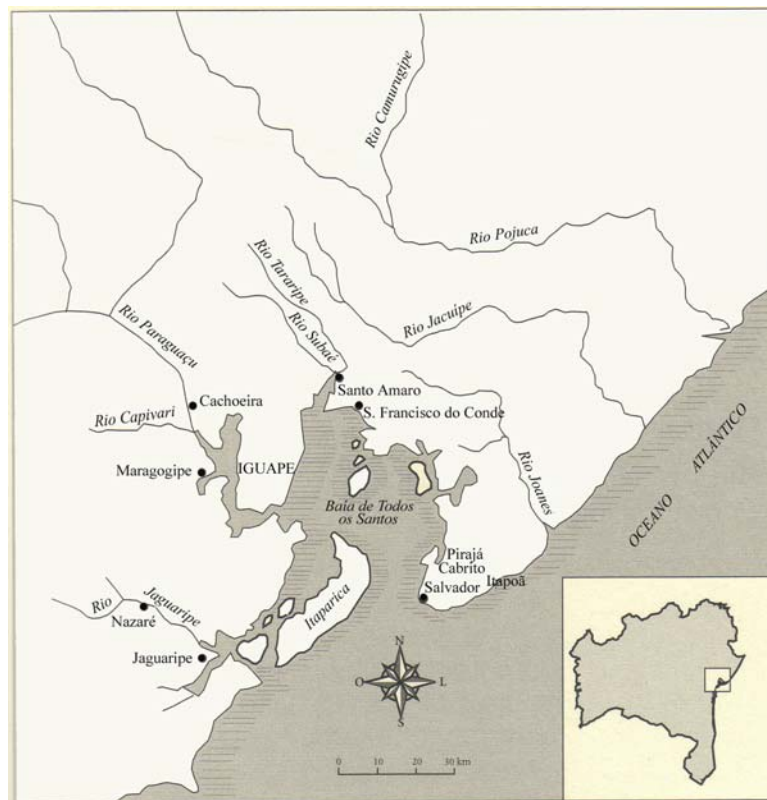 Rio Camurugipe
Rio Pojuca
Rio Tararipe
Rio Jacuipe
Rio Subaé
Rio Paraguaçu
Santo Amaro
Cachoeira
S. Francisco do Conde
Rio Capivari
Maragogipe
IGUAPE
Rio Joanes
OCEANO ATLÂNTICO
Baía de Todos
os Santos
Pirajá
Cabrito
Salvador
Itapoã
Rio Jaguaripe
Nazaré
Itaparica
Jaguaripe
N
O
L
S
0 10 20 30 km